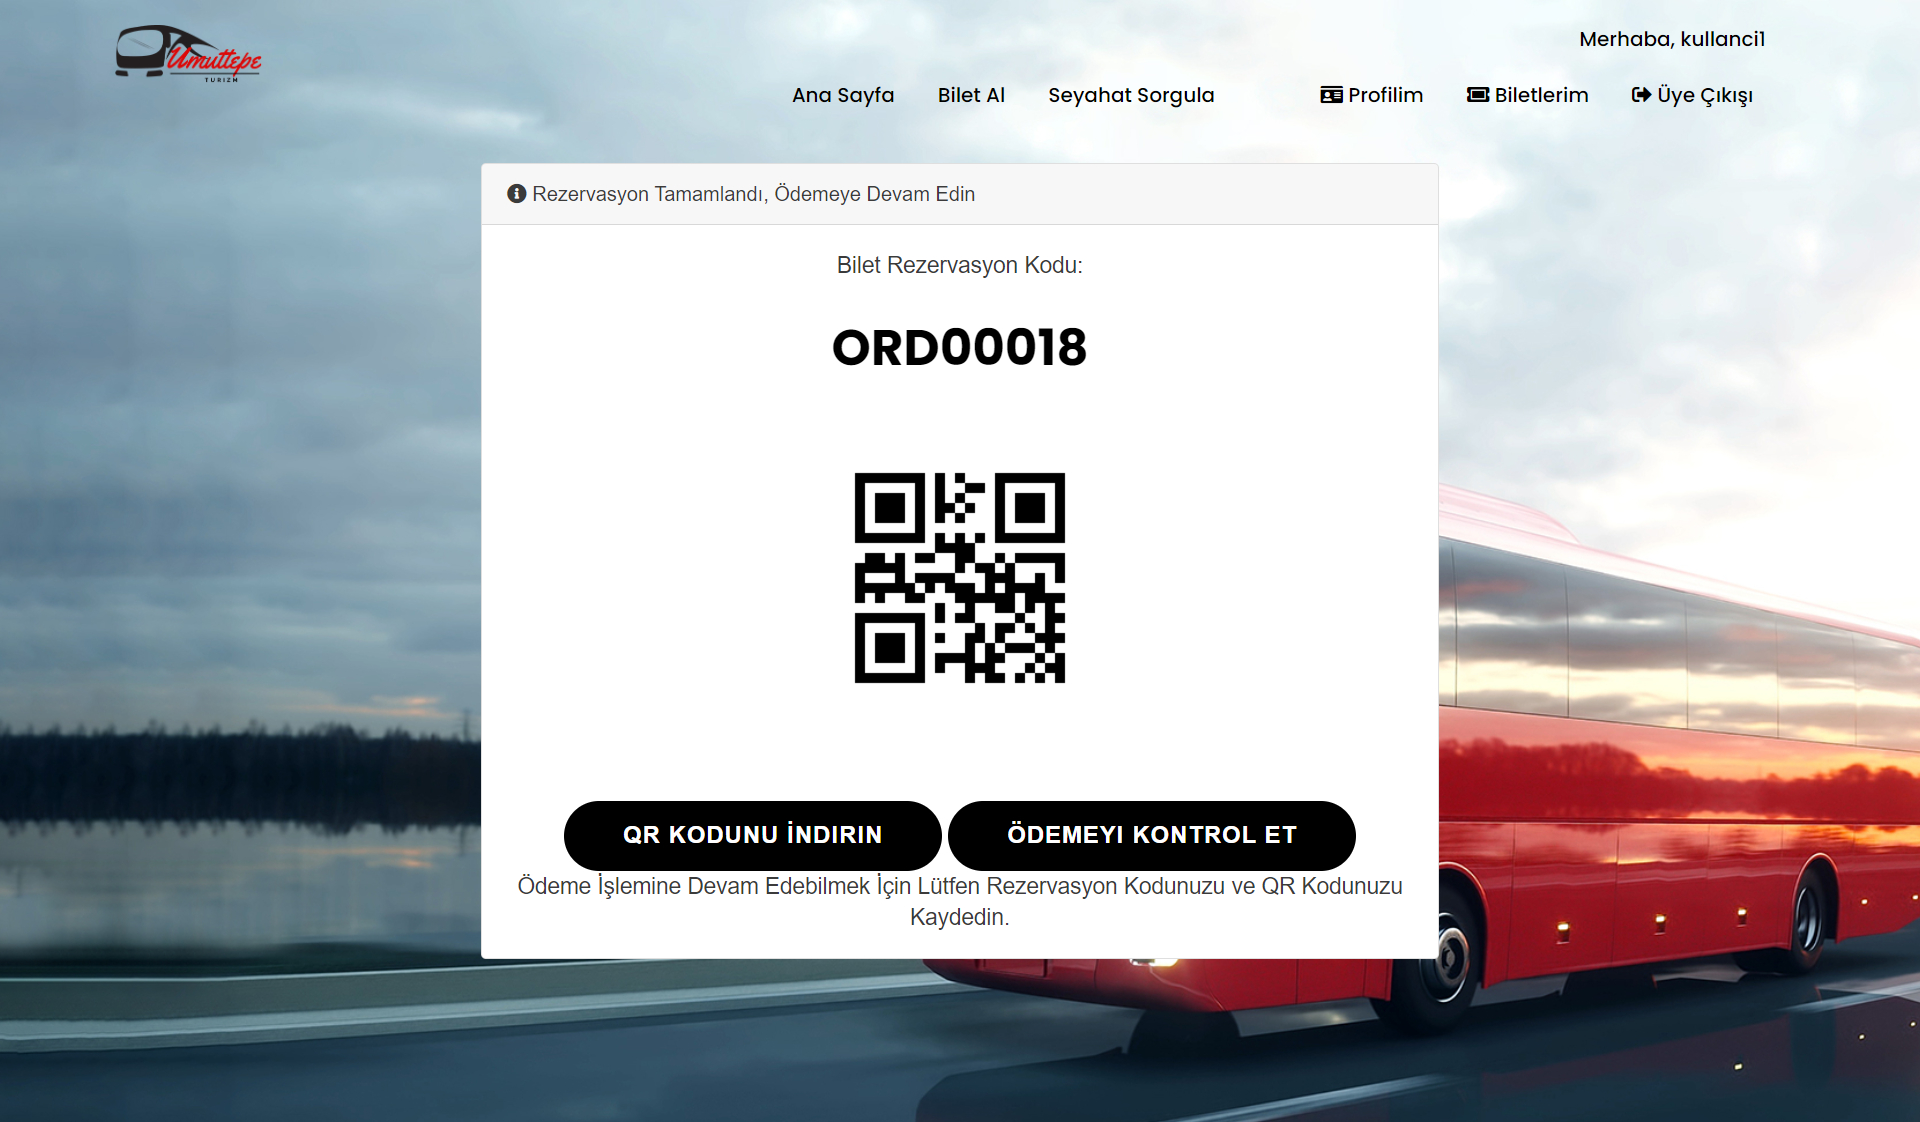 Umuttepe
TURIZM
Merhaba, kullanci1
Ana Sayfa
Bilet Al
Seyahat Sorgula
Profilim
Biletlerim
Üye Çıkışı
Rezervasyon Tamamlandı, Ödemeye Devam Edin
Bilet Rezervasyon Kodu:
ORD00018
QR KODUNU İNDIRIN
ÖDEMEYI KONTROL ET
Ödeme İşlemine Devam Edebilmek İçin Lütfen Rezervasyon Kodunuzu ve QR Kodunuzu
Kaydedin.